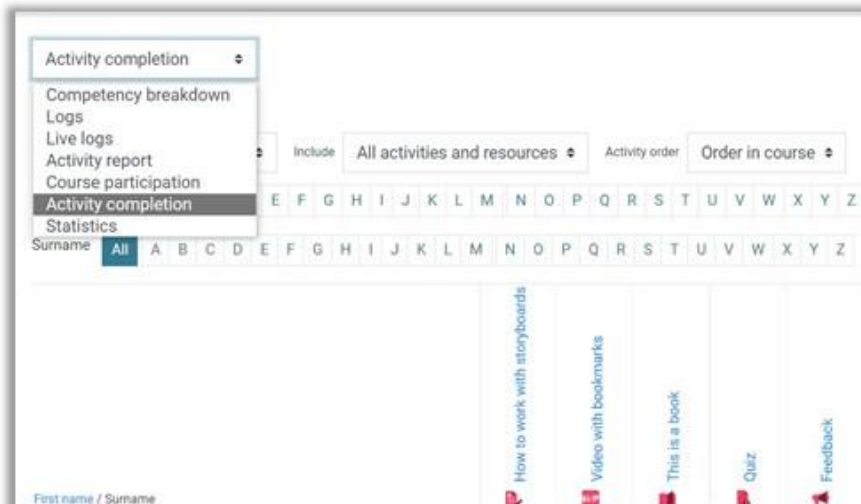 Activity completion
Competency breakdown
Logs
Live logs
Activity report
Course participation
Activity completion
Statistics
Include All activities and resources Activity order Order in course
E F G H I J K L M N O P Q R S T U V W X Y Z
Surname All A B C D E F G H I J K L M N O P Q R S T U V W X Y Z
How to work with storyboards
Video with bookmarks
This is a book
Quiz
Feedback
First name / Surname